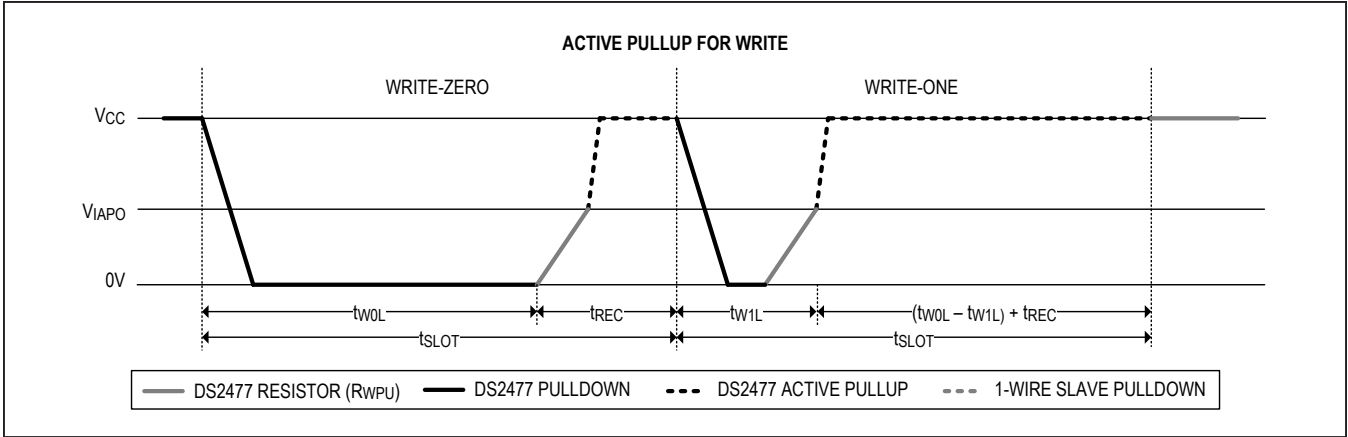 ACTIVE PULLUP FOR WRITE
WRITE-ZERO WRITE-ONE
VCC
VIAPO
0V
tW0L tREC tW1L (tW0L – tW1L) + tREC
tSLOT tSLOT
DS2477 RESISTOR (RWPU) DS2477 PULLDOWN DS2477 ACTIVE PULLUP 1-WIRE SLAVE PULLDOWN